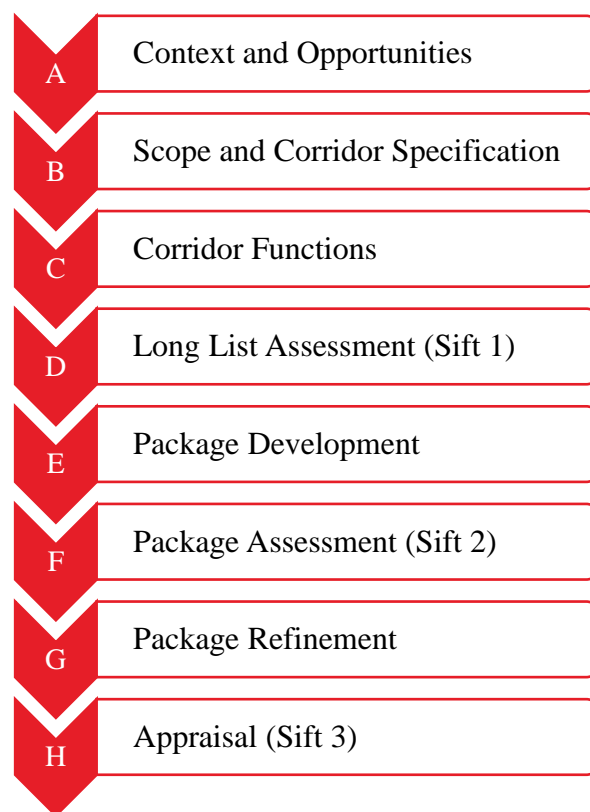 A
Context and Opportunities
B
Scope and Corridor Specification
C
Corridor Functions
D
Long List Assessment (Sift 1)
E
Package Development
F
Package Assessment (Sift 2)
G
Package Refinement
H
Appraisal (Sift 3)